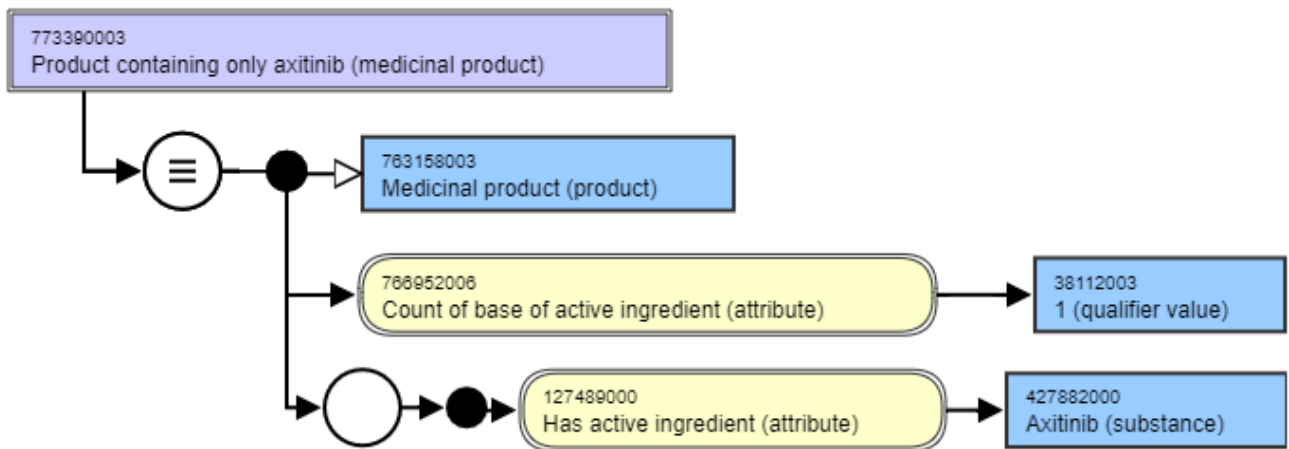 773390003
Product containing only axitinib (medicinal product)
763158003
Medicinal product (product)
766952006
Count of base of active ingredient (attribute)
38112003
1 (qualifier value)
127489000
Has active ingredient (attribute)
427882000
Axitinib (substance)